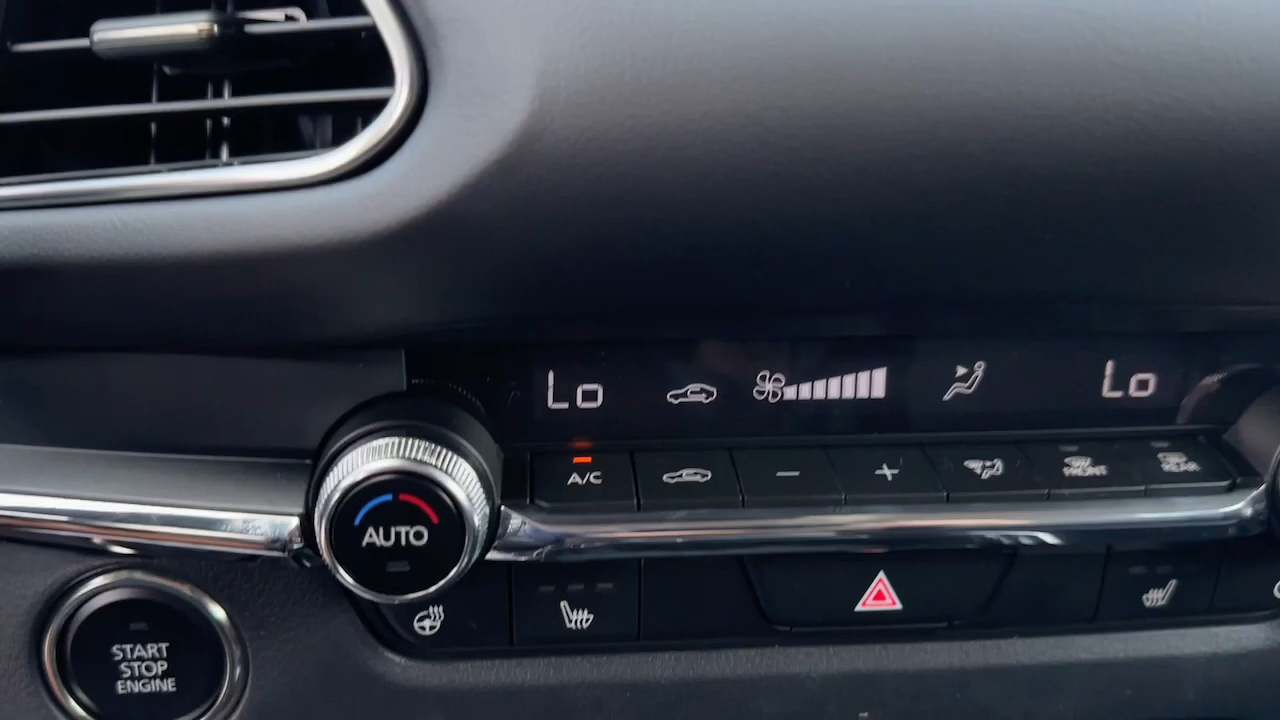 Lo
Lo
A/C
FRONT
REAR
AUTO
START
STOP
ENGINE